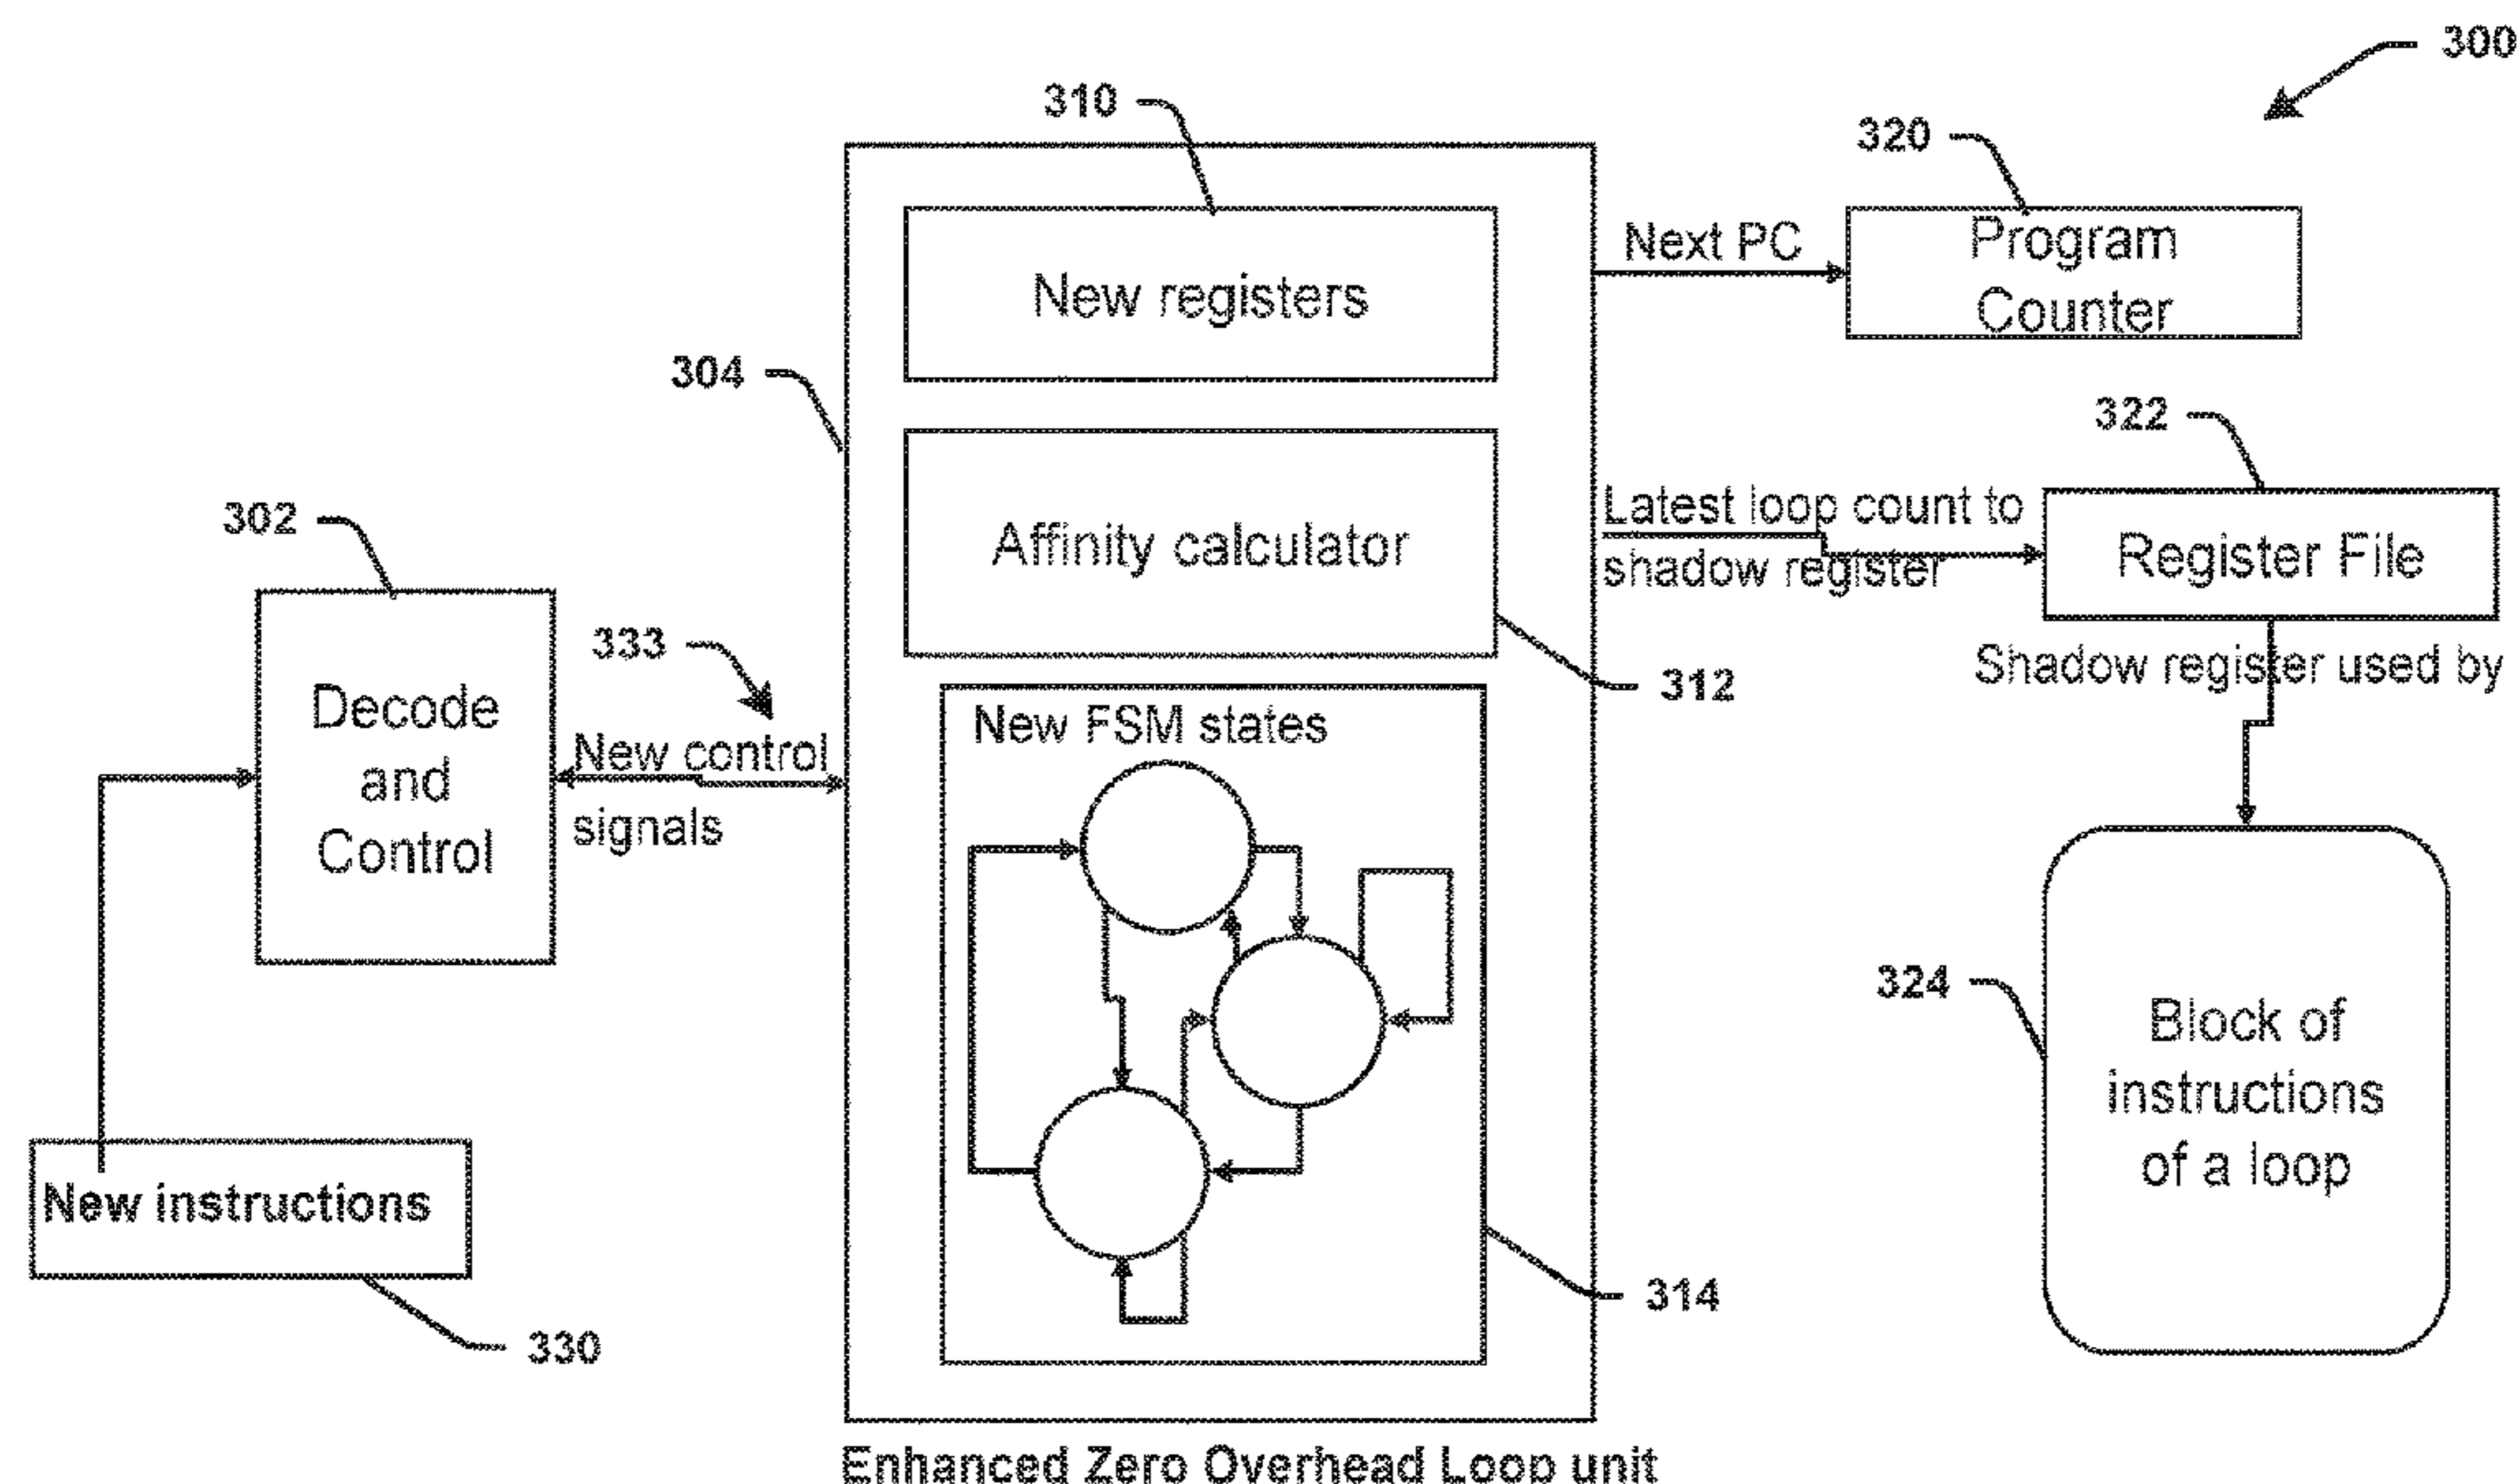 300
310
320
New registers
Next PC
Program
Counter
304
322
Affinity calculator
Latest loop count to
shadow register
Register File
302
333
312
Shadow register used by
Decode
and
Control
New control
signals
New FSM states
324
Block of
instructions
of a loop
New instructions
314
330
Enhanced Zero Overhead Loop unit